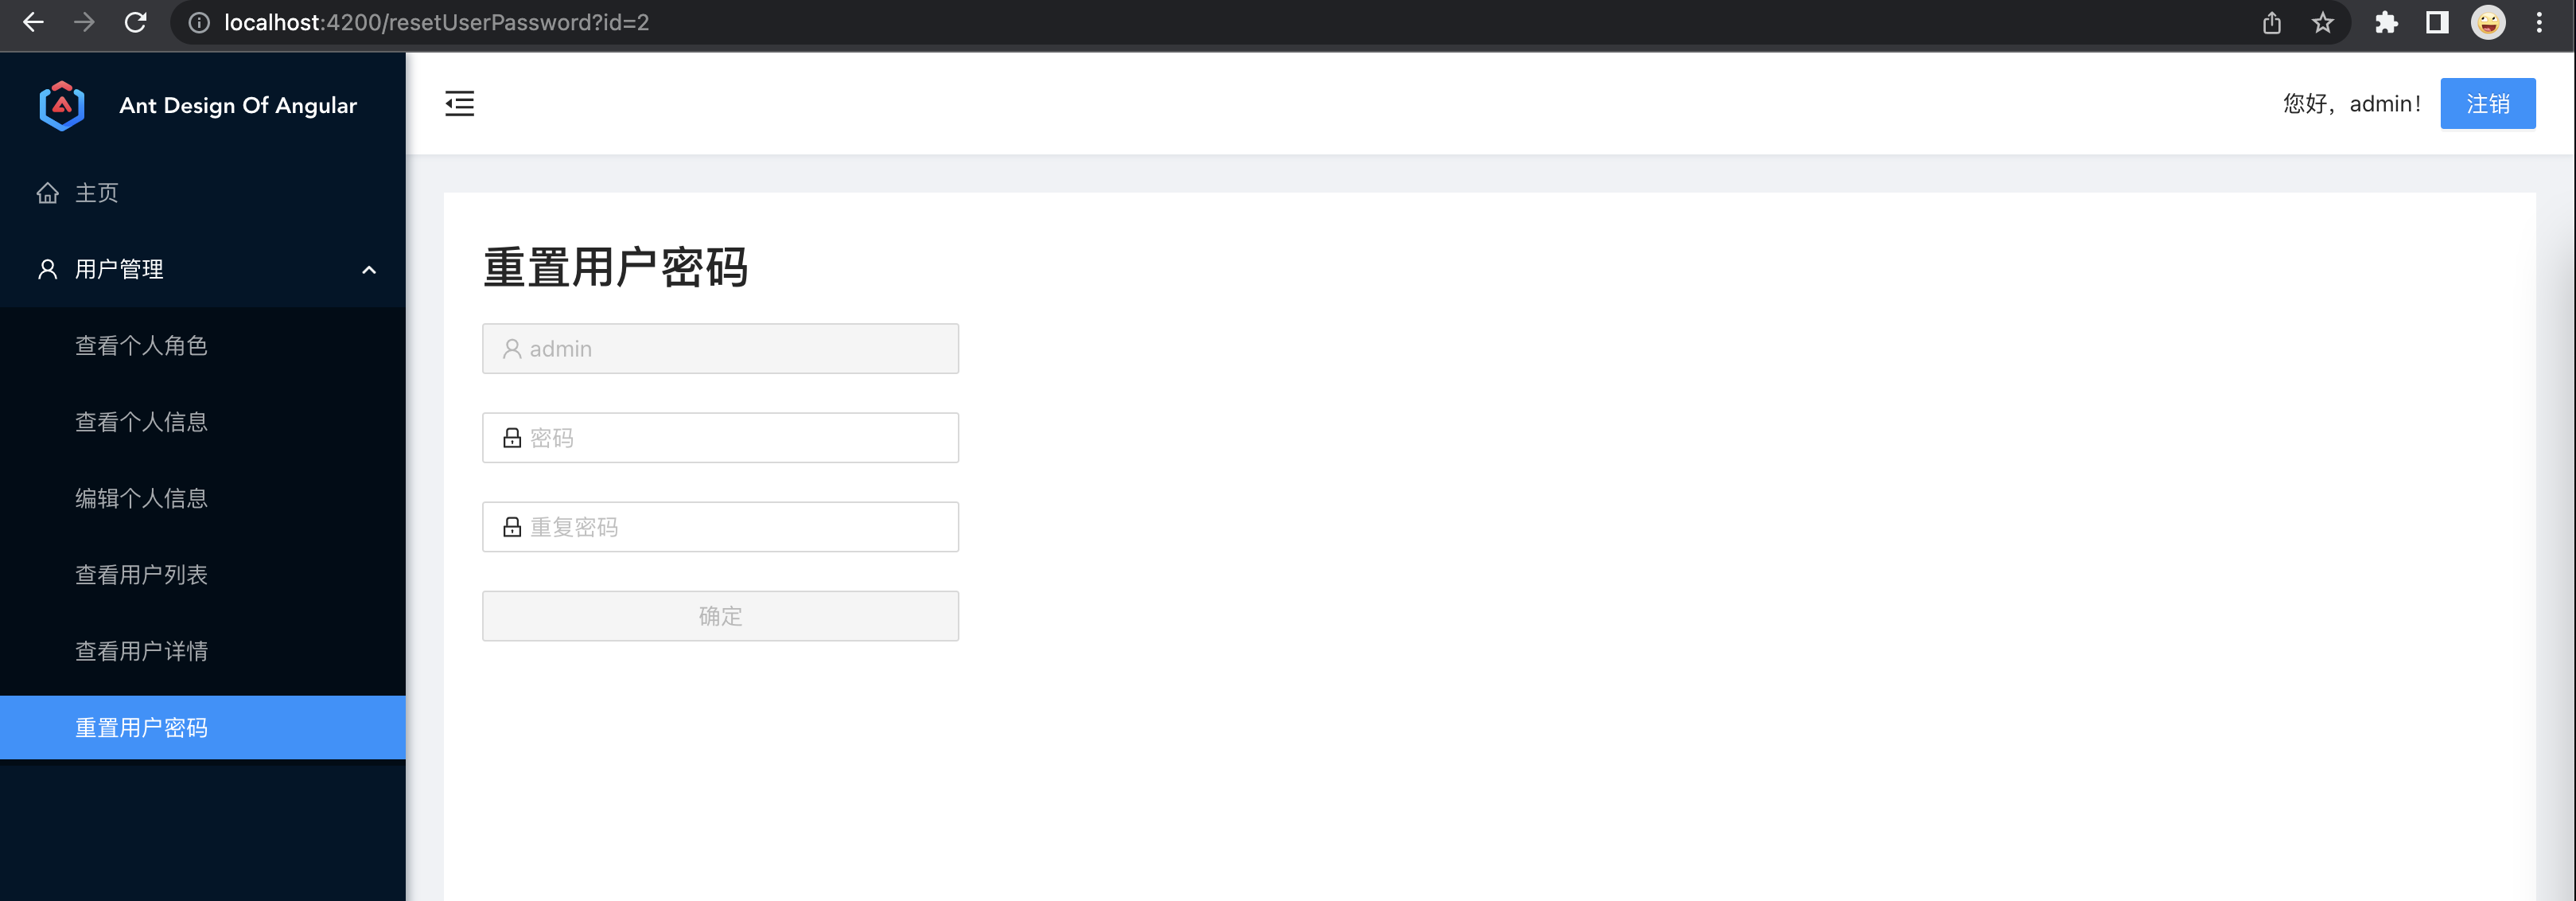 localhost:4200/resetUserPassword?id=2
Ant Design Of Angular
您好，admin！
注销
主页
用户管理
查看个人角色
查看个人信息
编辑个人信息
查看用户列表
查看用户详情
重置用户密码
重置用户密码
admin
密码
重复密码
确定